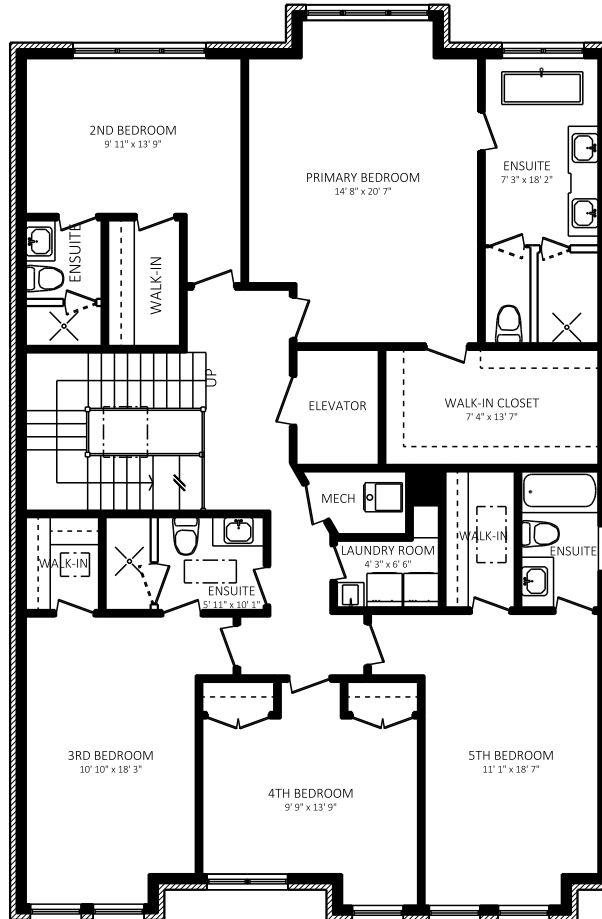 2ND BEDROOM
9' 11" x 13' 9"
PRIMARY BEDROOM
14' 8" x 20' 7"
ENSUITE
7' 3" x 18' 2"
ENSUITE
WALK-IN
UP
ELEVATOR
WALK-IN CLOSET
7' 4" x 13' 7"
MECH
LAUNDRY ROOM
4' 3" x 6' 6"
WALK-IN
ENSUITE
WALK-IN
ENSUITE
5' 11" x 10' 1"
3RD BEDROOM
10' 10" x 18' 3"
4TH BEDROOM
9' 9" x 13' 9"
5TH BEDROOM
11' 1" x 18' 7"